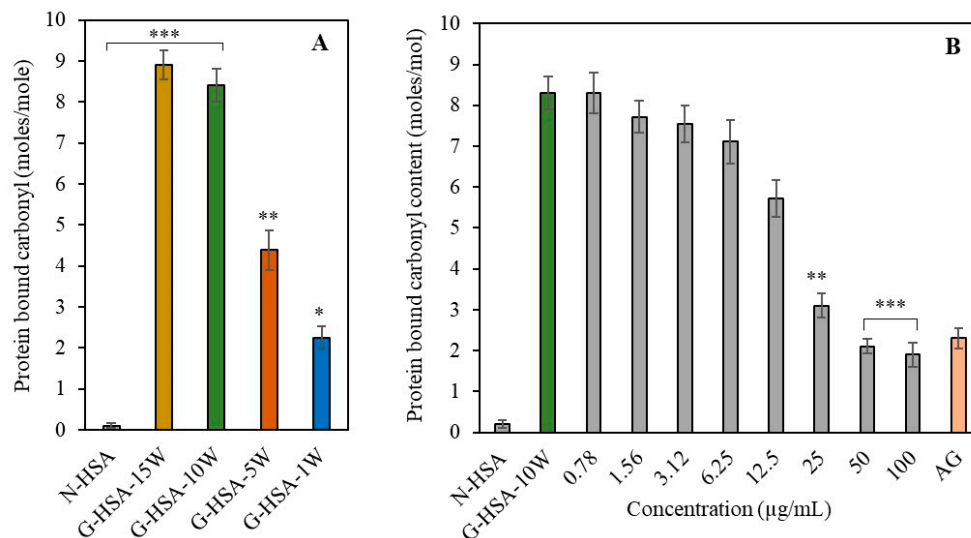 A
Protein bound carbonyl (moles/mole)
10
9
8
7
6
5
4
3
2
1
0
***
**
*
N-HSA
G-HSA-15W
G-HSA-10W
G-HSA-5W
G-HSA-1W
B
Protein bound carbonyl content (moles/mol)
10
9
8
7
6
5
4
3
2
1
0
**
***
N-HSA
G-HSA-10W
0.78
1.56
3.12
6.25
12.5
25
50
100
AG
Concentration (µg/mL)